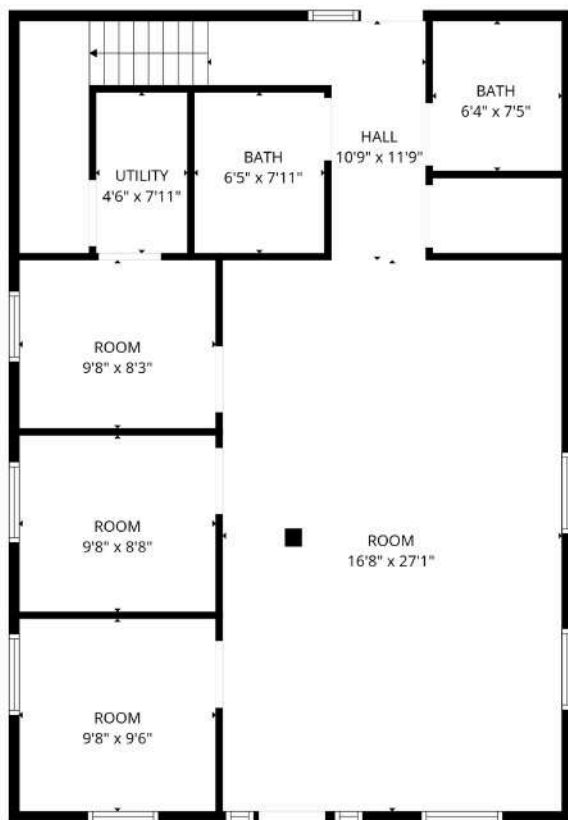 BATH
6'4" x 7'5"
HALL
10'9" x 11'9"
BATH
6'5" x 7'11"
UTILITY
4'6" x 7'11"
ROOM
9'8" x 8'3"
ROOM
9'8" x 8'8"
ROOM
16'8" x 27'1"
ROOM
9'8" x 9'6"